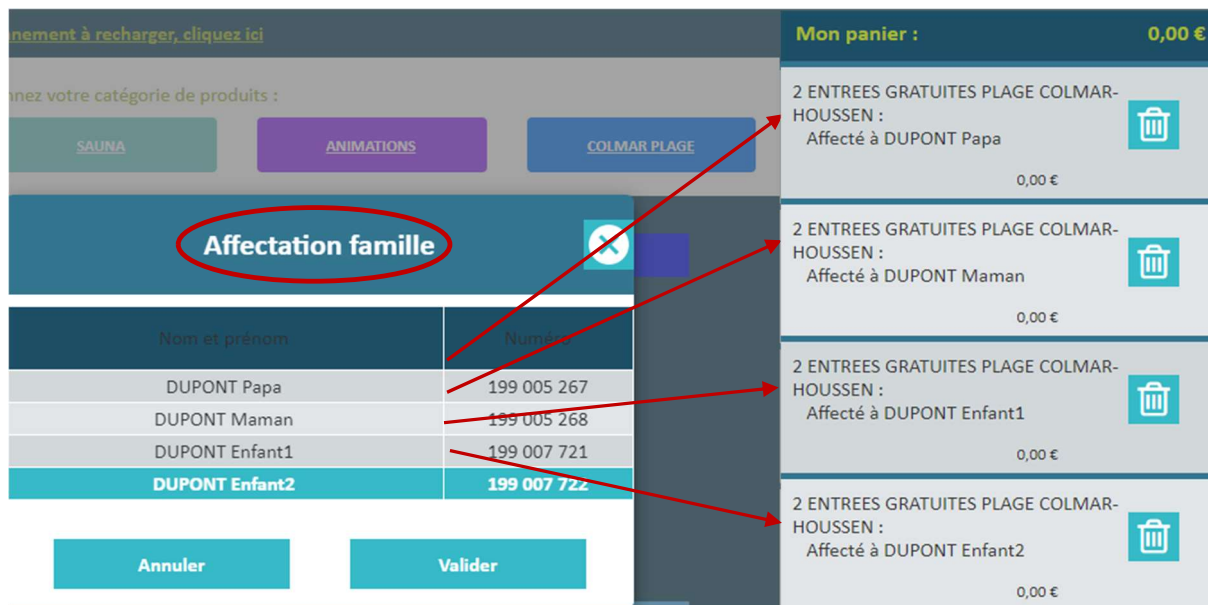 nement à recharger, cliquez ici
nnez votre catégorie de produits :
SAUNA
ANIMATIONS
COLMAR PLAGE
Affectation famille
Nom et prénom Numéro
DUPONT Papa 199 005 267
DUPONT Maman 199 005 268
DUPONT Enfant1 199 007 721
DUPONT Enfant2 199 007 722
Annuler
Valider
Mon panier : 0,00 €
2 ENTREES GRATUITES PLAGE COLMAR-
HOUSSEN :
Affecté à DUPONT Papa
0,00 €
2 ENTREES GRATUITES PLAGE COLMAR-
HOUSSEN :
Affecté à DUPONT Maman
0,00 €
2 ENTREES GRATUITES PLAGE COLMAR-
HOUSSEN :
Affecté à DUPONT Enfant1
0,00 €
2 ENTREES GRATUITES PLAGE COLMAR-
HOUSSEN :
Affecté à DUPONT Enfant2
0,00 €